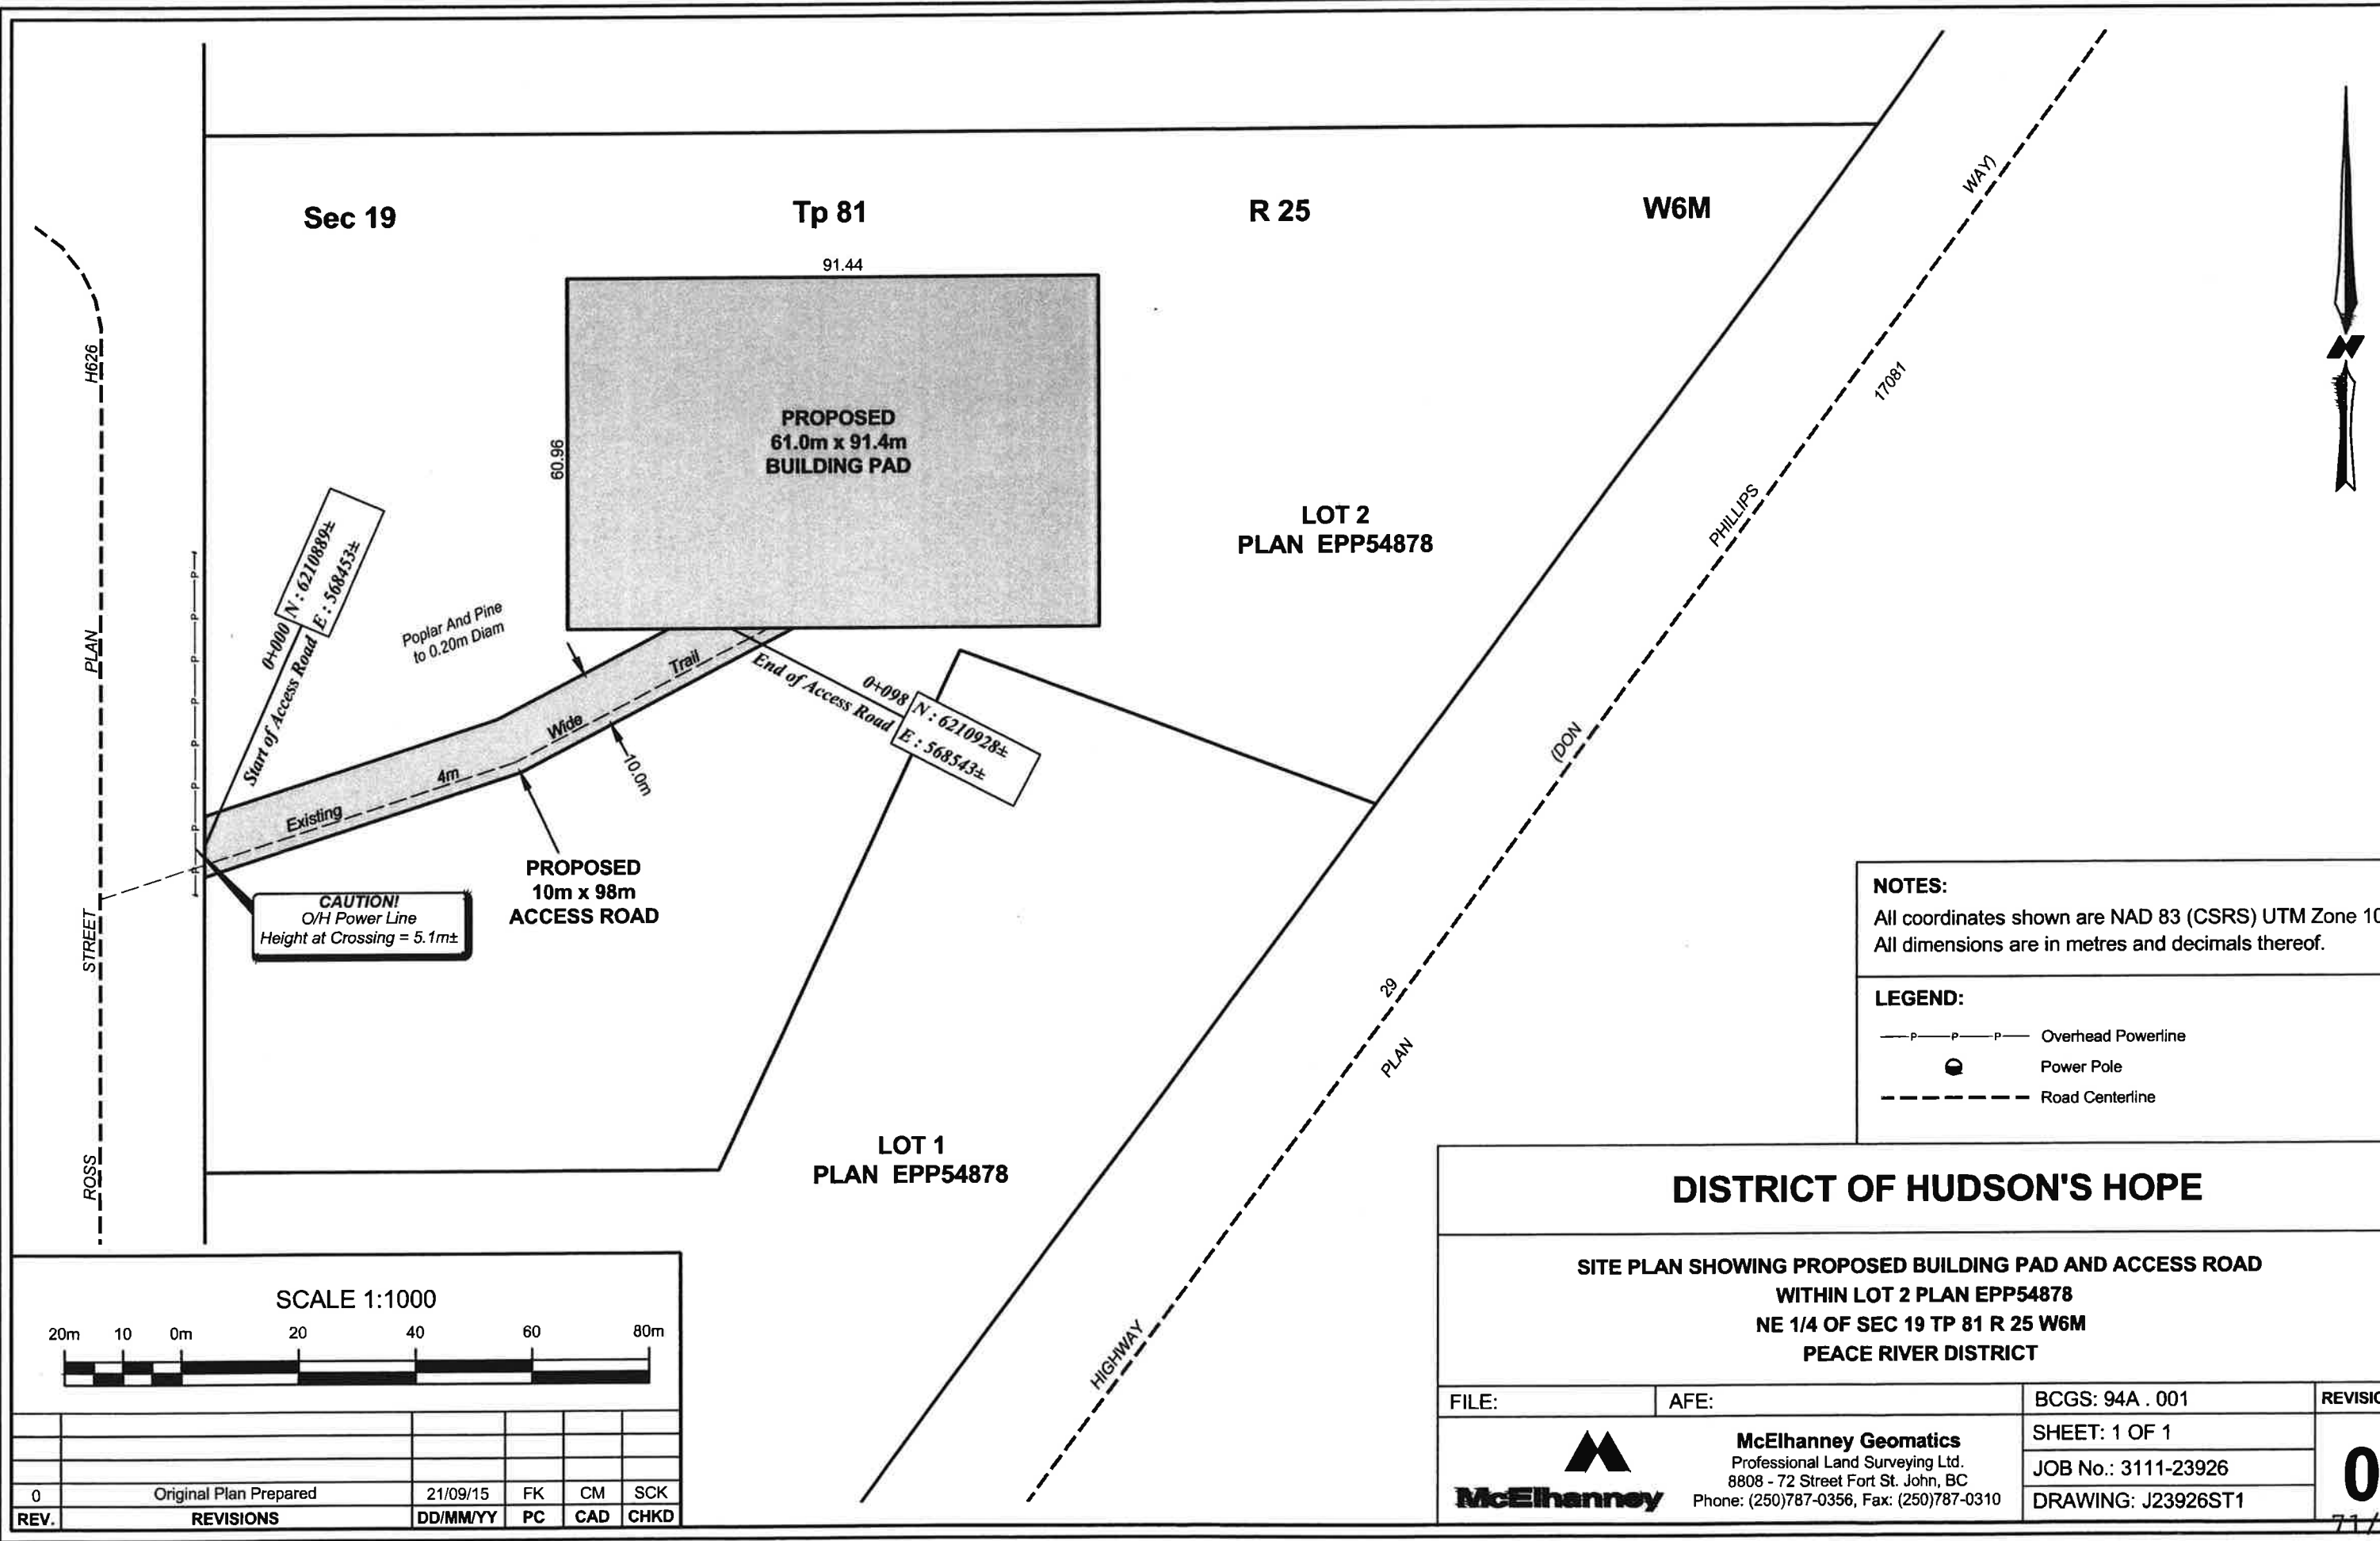 Sec 19 Tp 81 R 25 W6M
91.44
60.96
PROPOSED
61.0m x 91.4m
BUILDING PAD
LOT 2
PLAN EPP54878
ROSS STREET PLAN H626
0+000
N : 6210889±
E : 568453±
Start of Access Road
Poplar And Pine
to 0.20m Diam
Existing 4m Wide Trail
10.0m
0+098
N : 6210928±
E : 568543±
End of Access Road
PROPOSED
10m x 98m
ACCESS ROAD
CAUTION!
O/H Power Line
Height at Crossing = 5.1m±
P P P P P P P P
LOT 1
PLAN EPP54878
HIGHWAY 29 (DON PHILLIPS WAY)
PLAN 17081
N
NOTES:
All coordinates shown are NAD 83 (CSRS) UTM Zone 10
All dimensions are in metres and decimals thereof.
LEGEND:
P P P Overhead Powerline
Power Pole
Road Centerline
SCALE 1:1000
20m 10 0m 20 40 60 80m
0 Original Plan Prepared 21/09/15 FK CM SCK
REV. REVISIONS DD/MM/YY PC CAD CHKD
DISTRICT OF HUDSON'S HOPE
SITE PLAN SHOWING PROPOSED BUILDING PAD AND ACCESS ROAD
WITHIN LOT 2 PLAN EPP54878
NE 1/4 OF SEC 19 TP 81 R 25 W6M
PEACE RIVER DISTRICT
FILE: AFE: BCGS: 94A . 001
SHEET: 1 OF 1
JOB No.: 3111-23926
DRAWING: J23926ST1
0
McElhanney
McElhanney Geomatics
Professional Land Surveying Ltd.
8808 - 72 Street Fort St. John, BC
Phone: (250)787-0356, Fax: (250)787-0310